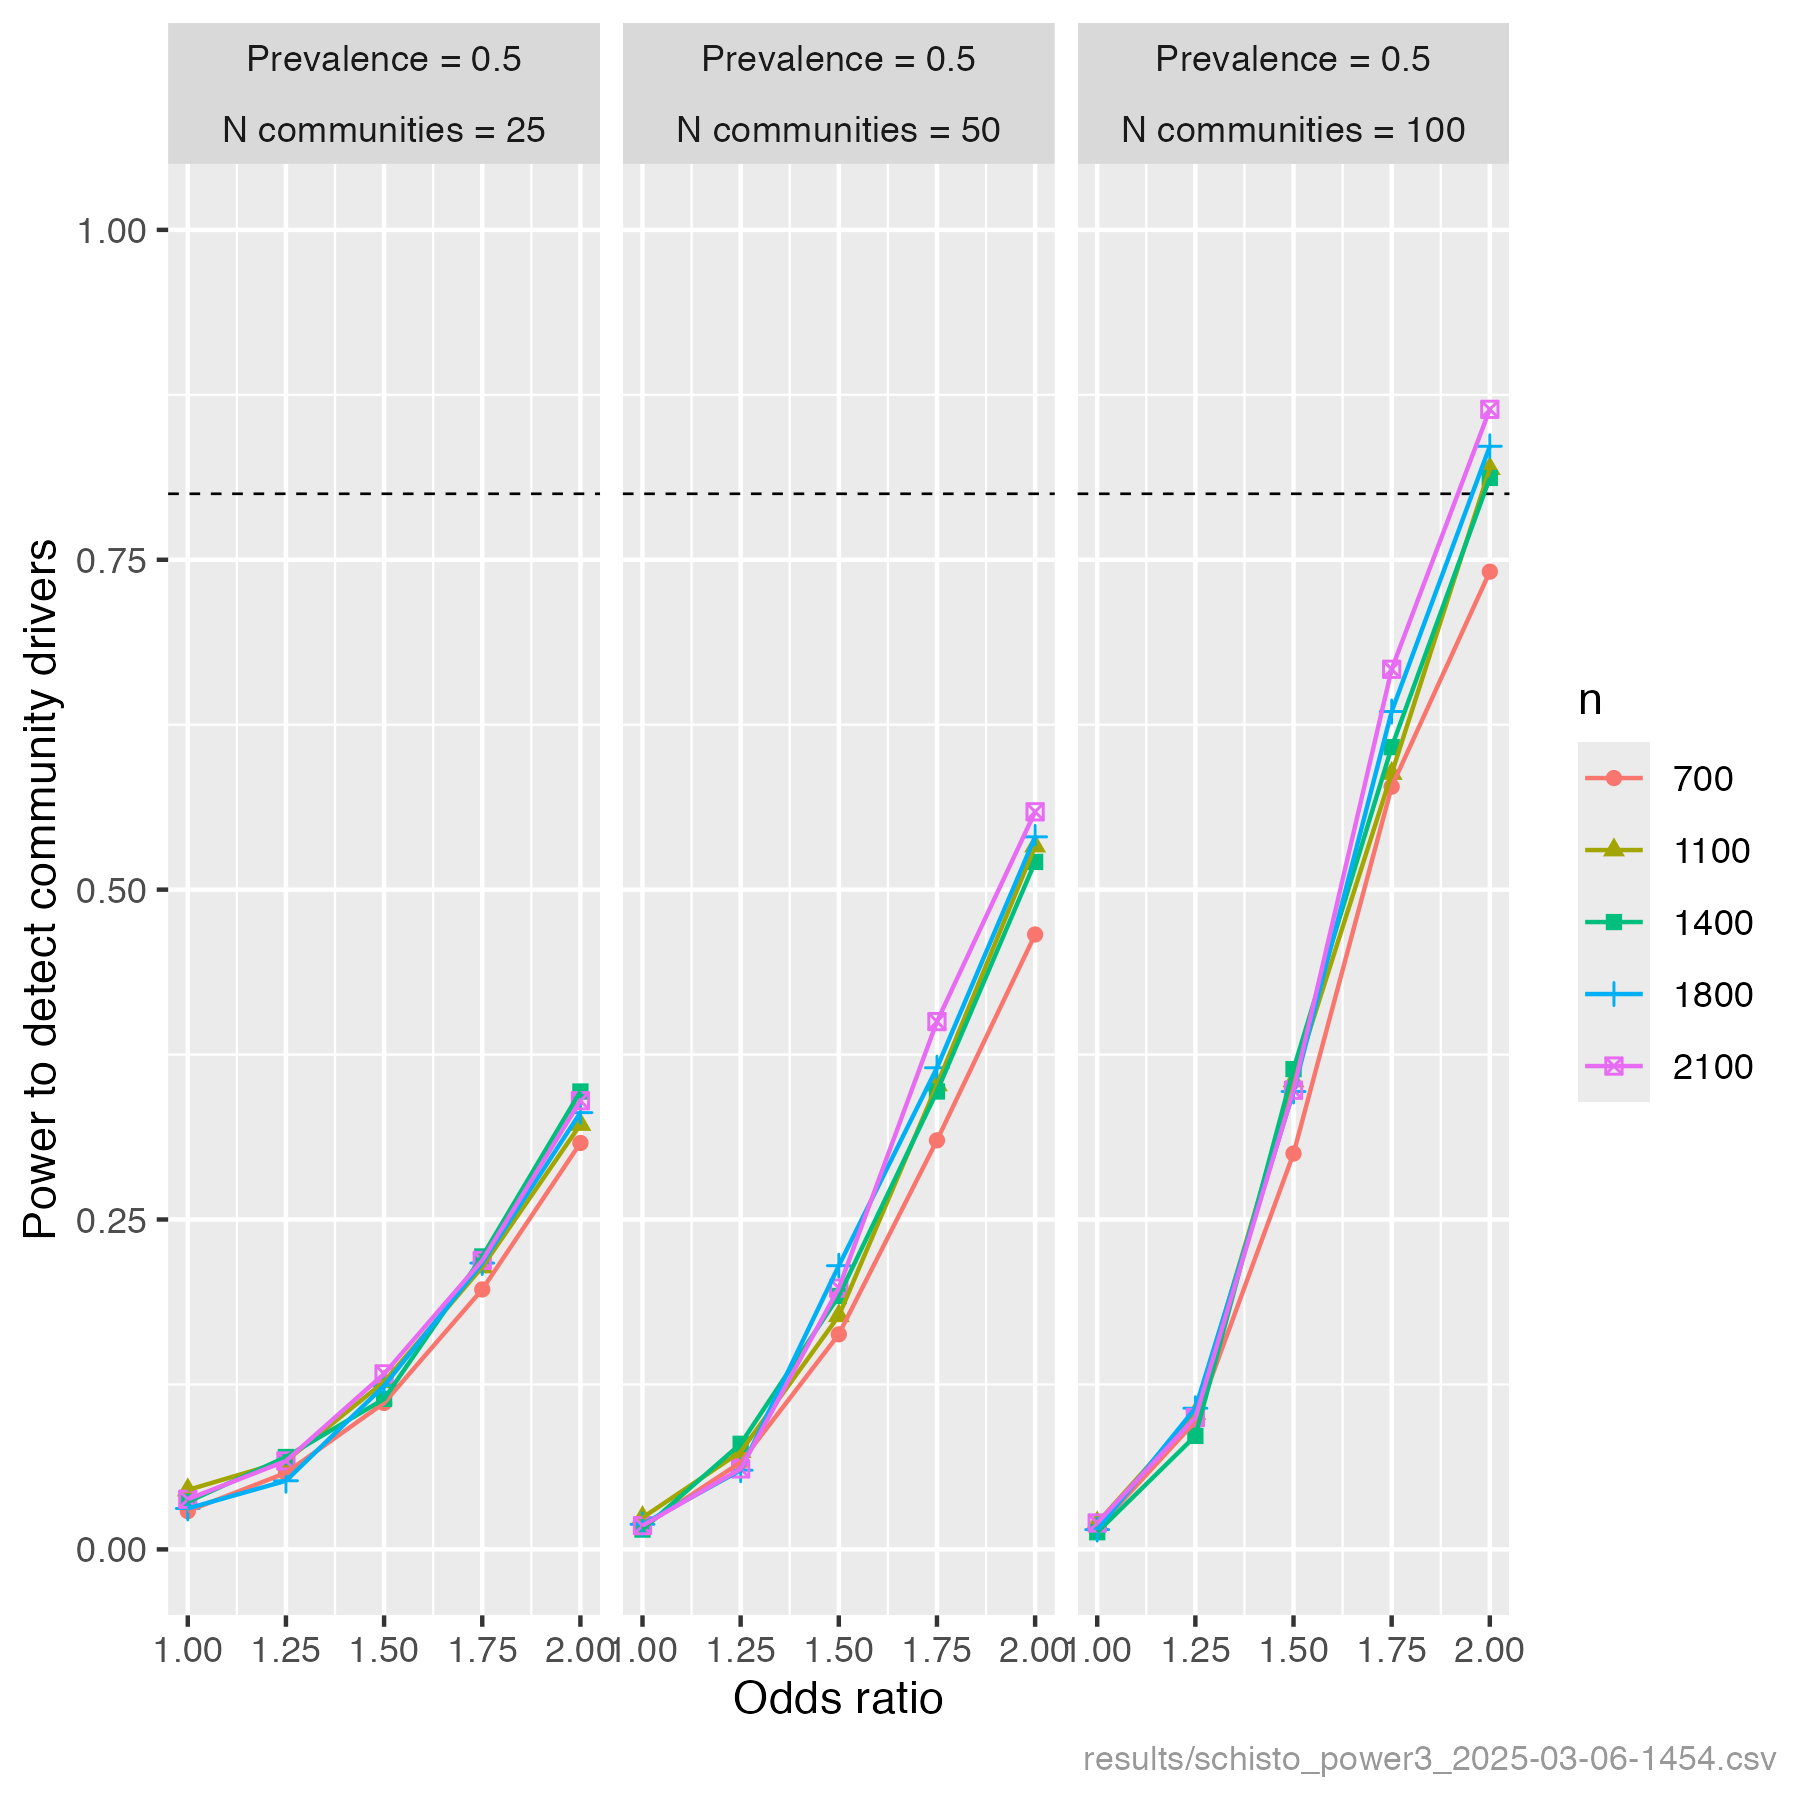 Prevalence = 0.5
N communities = 25
Prevalence = 0.5
N communities = 50
Prevalence = 0.5
N communities = 100
Power to detect community drivers
1.00
0.75
0.50
0.25
0.00
1.00 1.25 1.50 1.75 2.00
1.00 1.25 1.50 1.75 2.00
1.00 1.25 1.50 1.75 2.00
Odds ratio
n
700
1100
1400
1800
2100
results/schisto_power3_2025-03-06-1454.csv